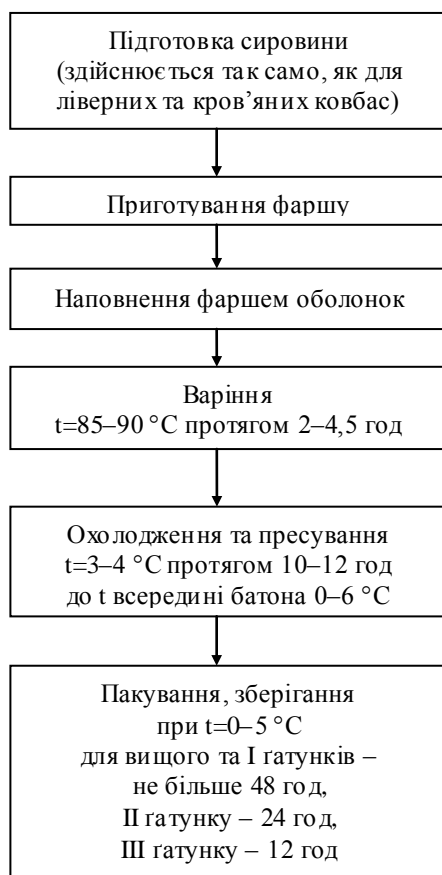 Підготовка сировини
(здійснюється так само, як для
ліверних та кров’яних ковбас)
Приготування фаршу
Наповнення фаршем оболонок
Варіння
t=85–90 °С протягом 2–4,5 год
Охолодження та пресування
t=3–4 °С протягом 10–12 год
до t всередині батона 0–6 °С
Пакування, зберігання
при t=0–5 °С
для вищого та І ґатунків –
не більше 48 год,
ІІ ґатунку – 24 год,
ІІІ ґатунку – 12 год